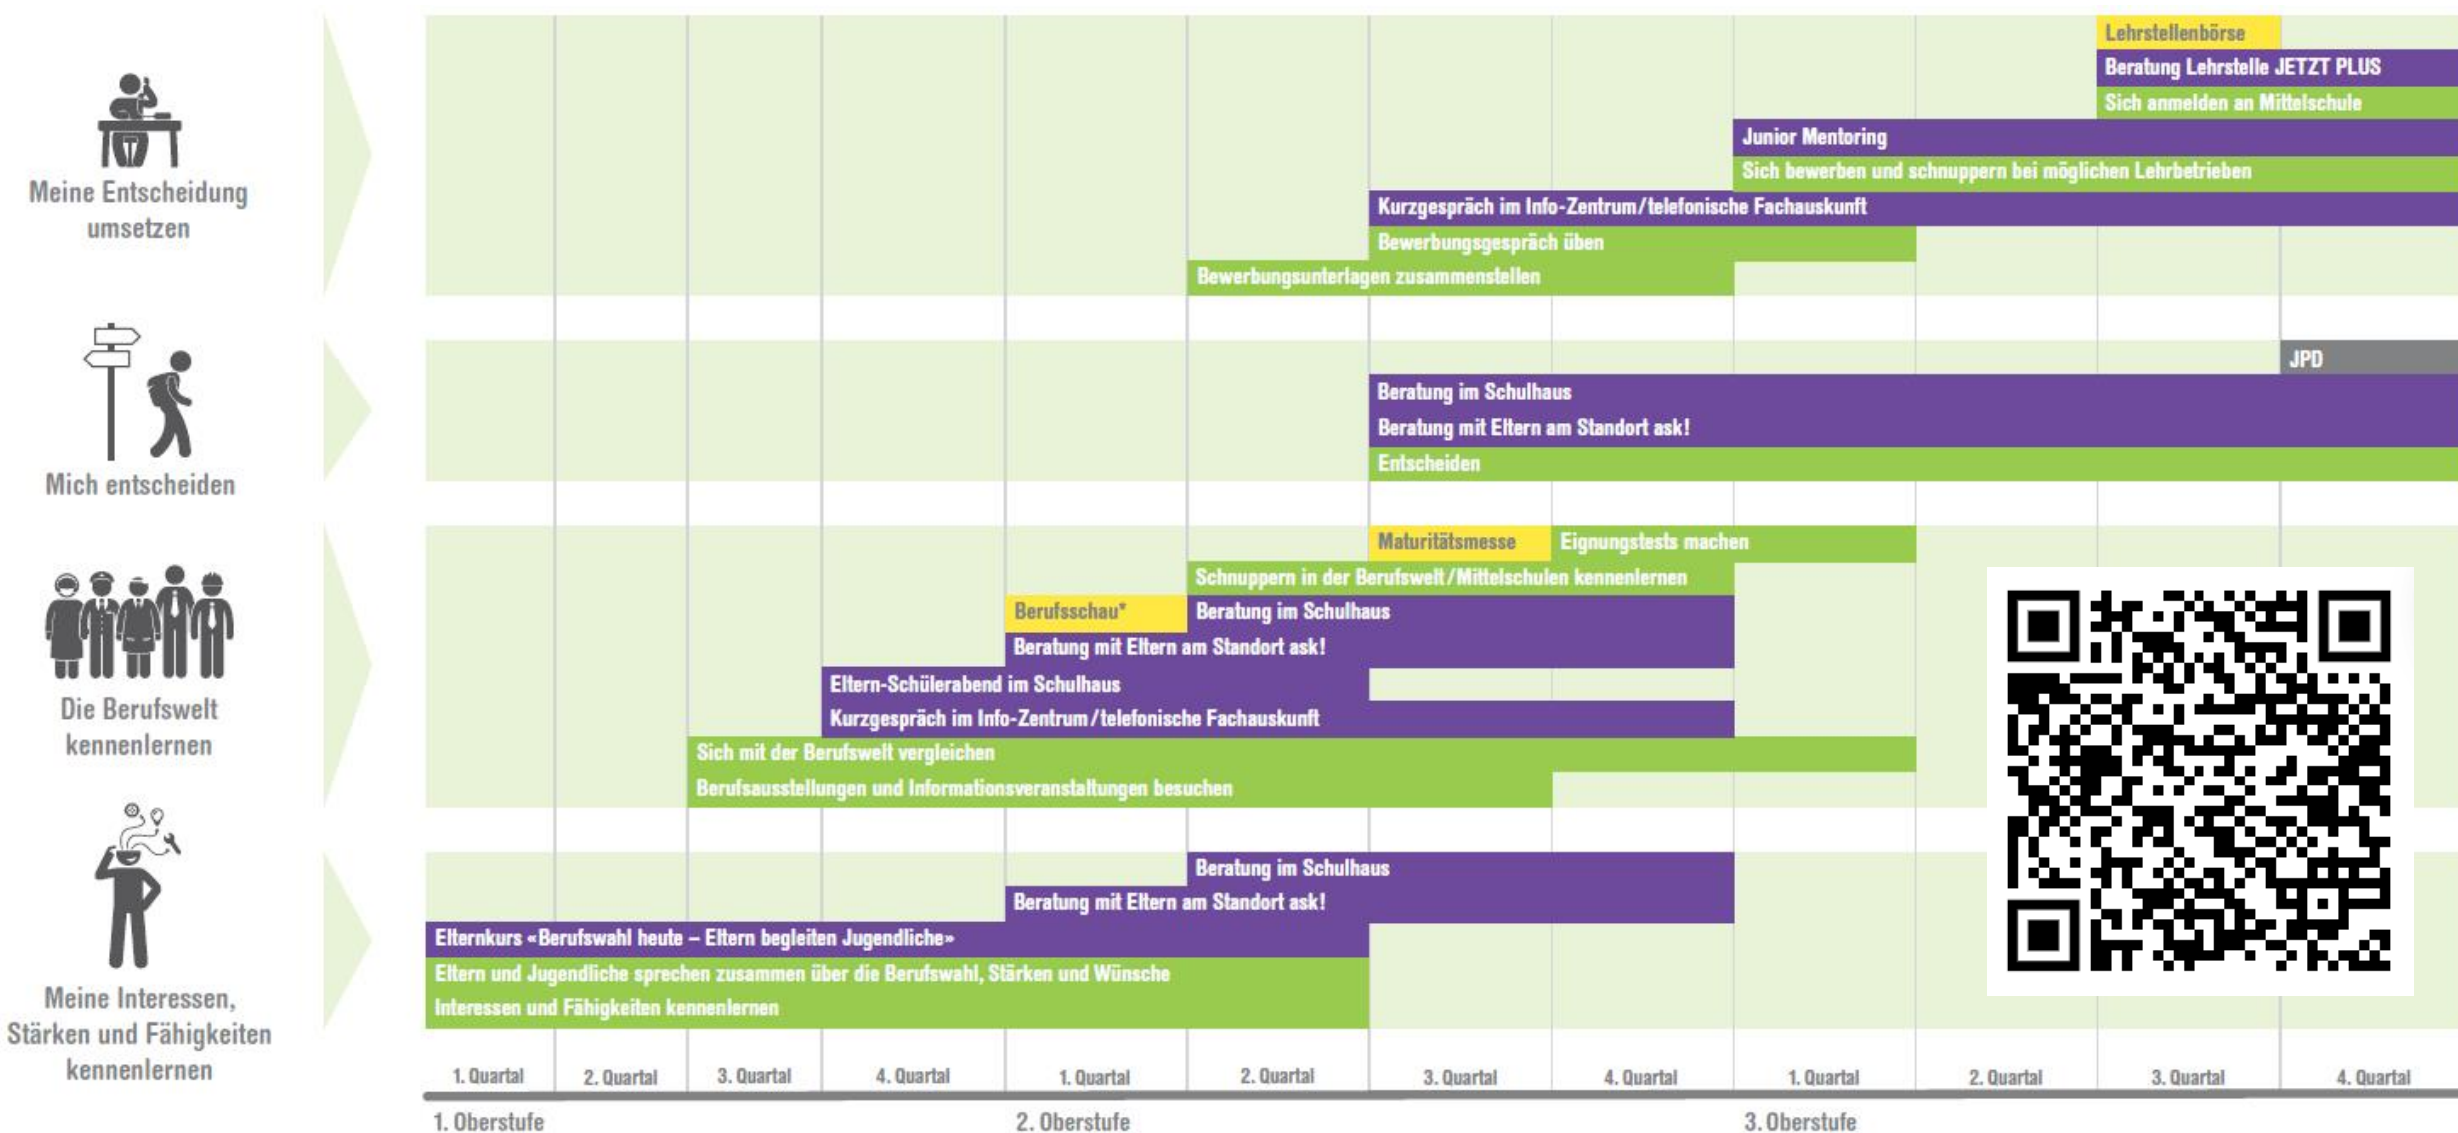 Lehrstellenbörse
Beratung Lehrstelle JETZT PLUS
Sich anmelden an Mittelschule
Junior Mentoring
Sich bewerben und schnuppern bei möglichen Lehrbetrieben
Kurzgespräch im Info-Zentrum/telefonische Fachauskunft
Bewerbungsgespräch üben
Bewerbungsunterlagen zusammenstellen
Meine Entscheidung
umsetzen
JPD
Beratung im Schulhaus
Beratung mit Eltern am Standort ask!
Entscheiden
Mich entscheiden
Maturitätsmesse
Eignungstests machen
Schnuppern in der Berufswelt/Mittelschulen kennenlernen
Berufsschau*
Beratung im Schulhaus
Beratung mit Eltern am Standort ask!
Eltern-Schülerabend im Schulhaus
Kurzgespräch im Info-Zentrum/telefonische Fachauskunft
Sich mit der Berufswelt vergleichen
Berufsausstellungen und Informationsveranstaltungen besuchen
Die Berufswelt
kennenlernen
Beratung im Schulhaus
Beratung mit Eltern am Standort ask!
Elternkurs «Berufswahl heute – Eltern begleiten Jugendliche»
Eltern und Jugendliche sprechen zusammen über die Berufswahl, Stärken und Wünsche
Interessen und Fähigkeiten kennenlernen
Meine Interessen,
Stärken und Fähigkeiten
kennenlernen
1. Quartal 2. Quartal 3. Quartal 4. Quartal 1. Quartal 2. Quartal 3. Quartal 4. Quartal 1. Quartal 2. Quartal 3. Quartal 4. Quartal
1. Oberstufe 2. Oberstufe 3. Oberstufe